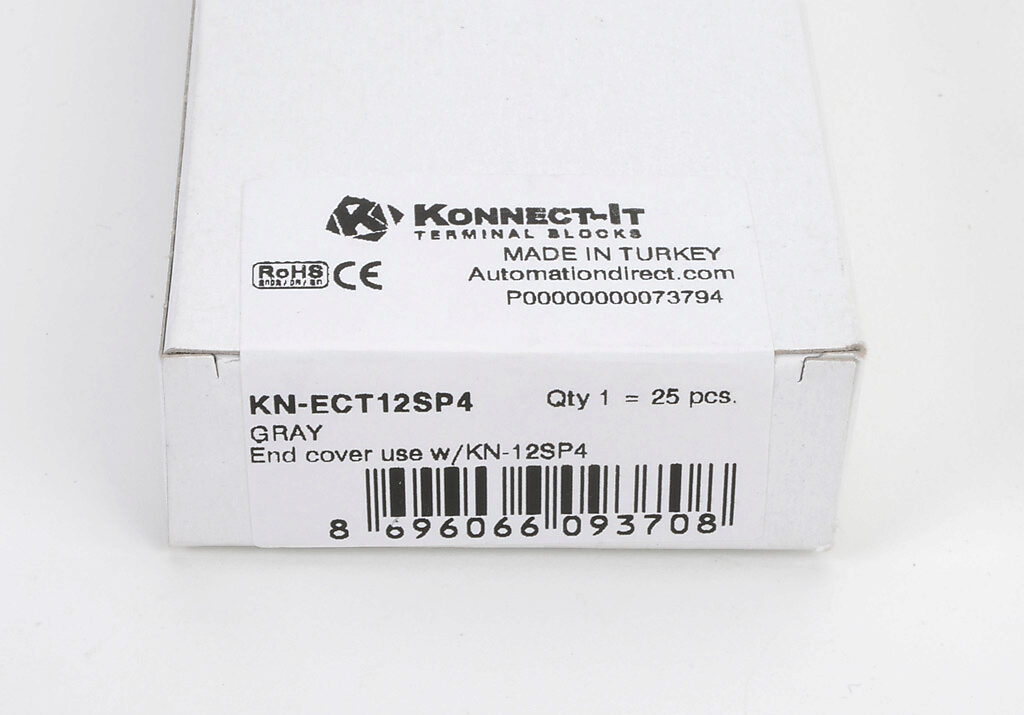 KONNECT-IT
TERMINAL BLOCKS
MADE IN TURKEY
RoHS CE
Automationdirect.com
P00000000073794
KN-ECT12SP4 Qty 1 = 25 pcs.
GRAY
End cover use w/KN-12SP4
8 696066 093708